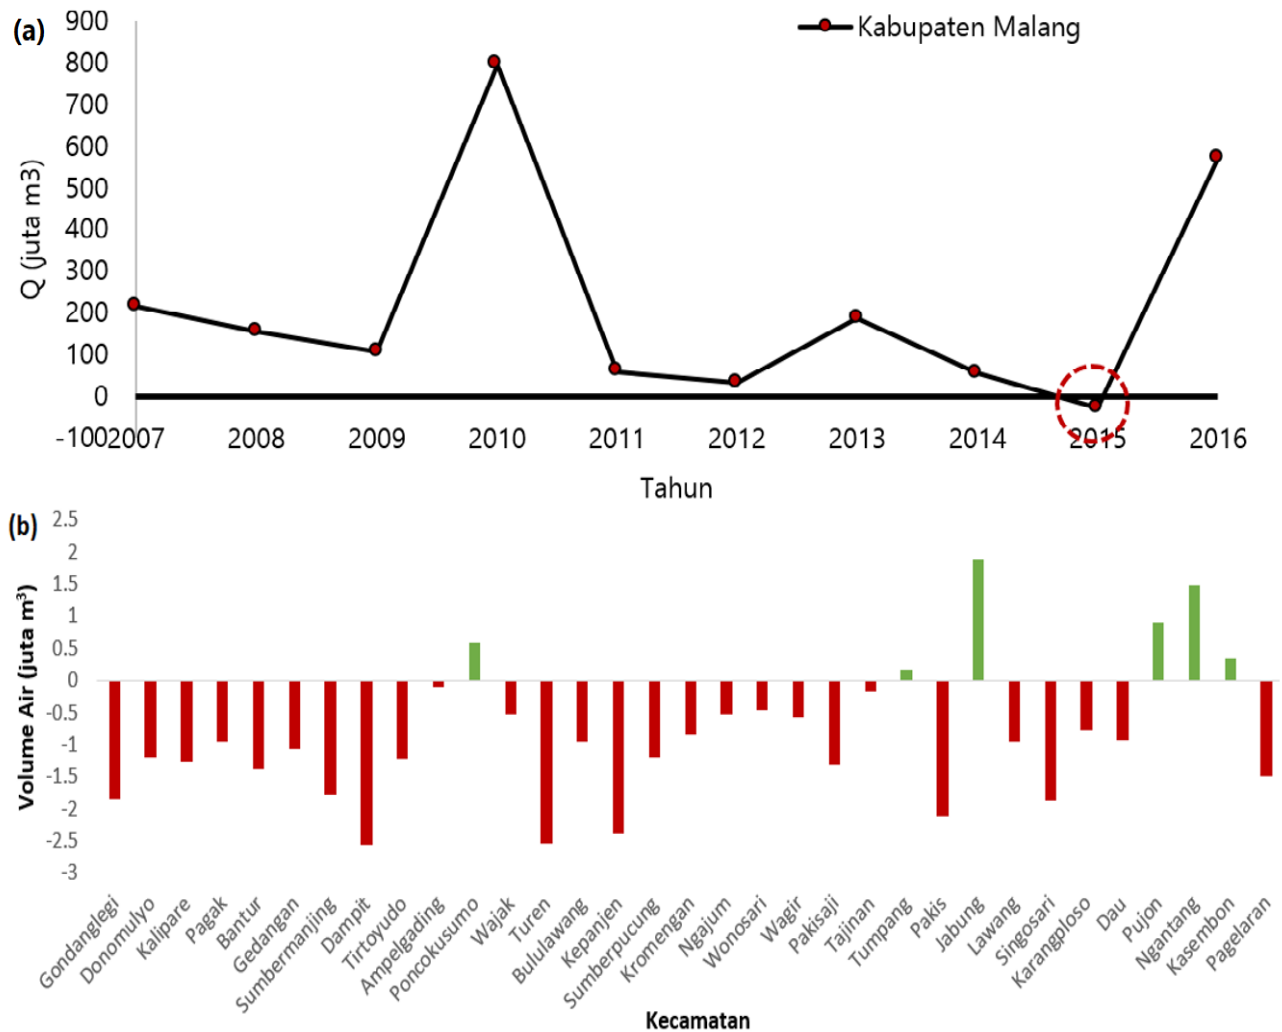 (a)
Kabupaten Malang
Q (juta m3)
900
800
700
600
500
400
300
200
100
0
-100
2007 2008 2009 2010 2011 2012 2013 2014 2015 2016
Tahun
(b)
Volume Air (juta m³)
2.5
2
1.5
1
0.5
0
-0.5
-1
-1.5
-2
-2.5
-3
Gondanglegi
Donomulyo
Kalipare
Pagak
Bantur
Gedangan
Sumbermanjing
Dampit
Tirtoyudo
Ampelgading
Poncokusumo
Wajak
Turen
Bululawang
Kepanjen
Sumberpucung
Kromengan
Ngajum
Wonosari
Wagir
Pakisaji
Tajinan
Tumpang
Pakis
Jabung
Lawang
Singosari
Karangploso
Dau
Pujon
Ngantang
Kasembon
Pagelaran
Kecamatan